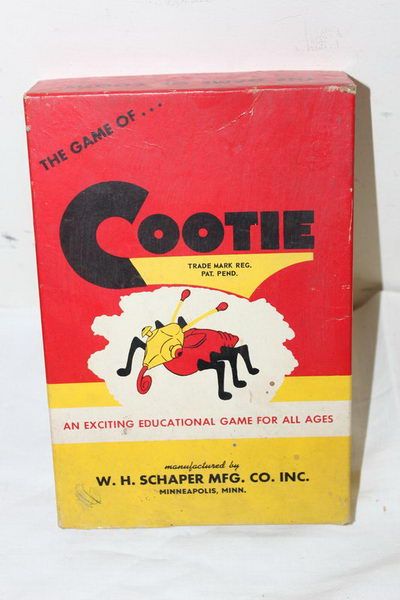 THE GAME OF...
COOTIE
TRADE MARK REG.
PAT. PEND.
AN EXCITING EDUCATIONAL GAME FOR ALL AGES
manufactured by
W. H. SCHAPER MFG. CO. INC.
MINNEAPOLIS, MINN.